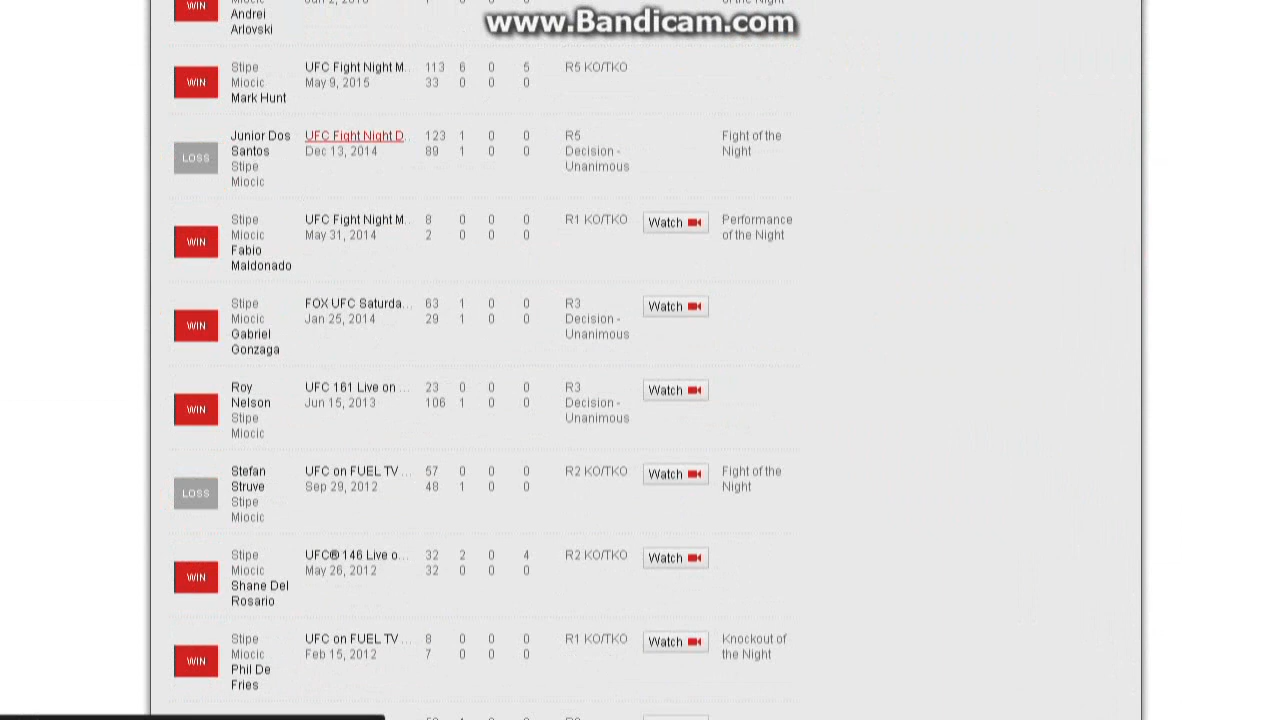 www.Bandicam.com
WIN
Andrei
Arlovski
WIN
Stipe Miocic Mark Hunt
UFC Fight Night M..
May 9, 2015
113 6 0 5
33 0 0 0
R5 KO/TKO
LOSS
Junior Dos Santos Stipe Miocic
UFC Fight Night D..
Dec 13, 2014
123 1 0 0
89 1 0 0
R5 Decision - Unanimous
Fight of the Night
WIN
Stipe Miocic Fabio Maldonado
UFC Fight Night M..
May 31, 2014
8 0 0 0
2 0 0 0
R1 KO/TKO
Watch
Performance of the Night
WIN
Stipe Miocic Gabriel Gonzaga
FOX UFC Saturda...
Jan 25, 2014
63 1 0 0
29 1 0 0
R3 Decision - Unanimous
Watch
WIN
Roy Nelson Stipe Miocic
UFC 161 Live on ...
Jun 15, 2013
23 0 0 0
106 1 0 0
R3 Decision - Unanimous
Watch
LOSS
Stefan Struve Stipe Miocic
UFC on FUEL TV ...
Sep 29, 2012
57 0 0 0
48 1 0 0
R2 KO/TKO
Watch
Fight of the Night
WIN
Stipe Miocic Shane Del Rosario
UFC® 146 Live o...
May 26, 2012
32 2 0 4
32 0 0 0
R2 KO/TKO
Watch
WIN
Stipe Miocic Phil De Fries
UFC on FUEL TV ...
Feb 15, 2012
8 0 0 0
7 0 0 0
R1 KO/TKO
Watch
Knockout of the Night